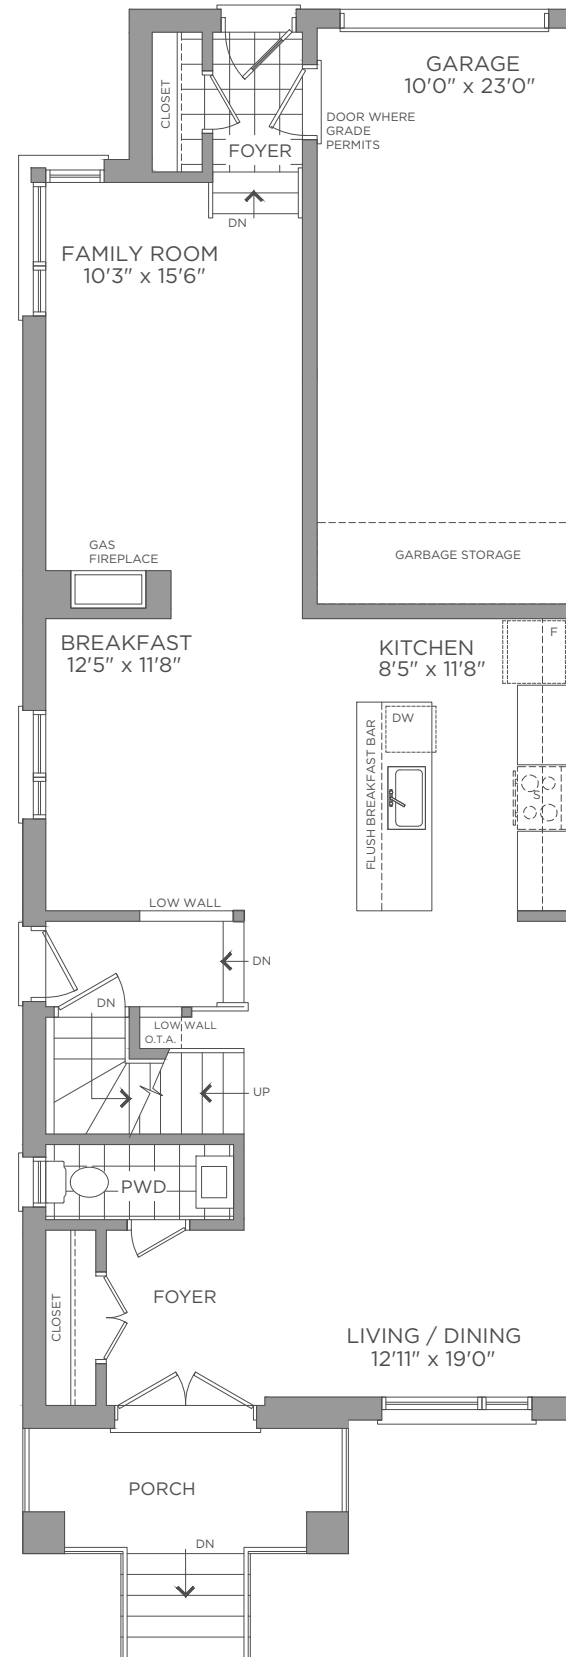 GARAGE
10'0" x 23'0"
CLOSET
DOOR WHERE
GRADE
PERMITS
FOYER
DN
FAMILY ROOM
10'3" x 15'6"
GAS
FIREPLACE
GARBAGE STORAGE
BREAKFAST
12'5" x 11'8"
KITCHEN
8'5" x 11'8"
F
DW
FLUSH BREAKFAST BAR
S
LOW WALL
DN
DN
LOW WALL
O.T.A.
UP
PWD
FOYER
CLOSET
LIVING / DINING
12'11" x 19'0"
PORCH
DN